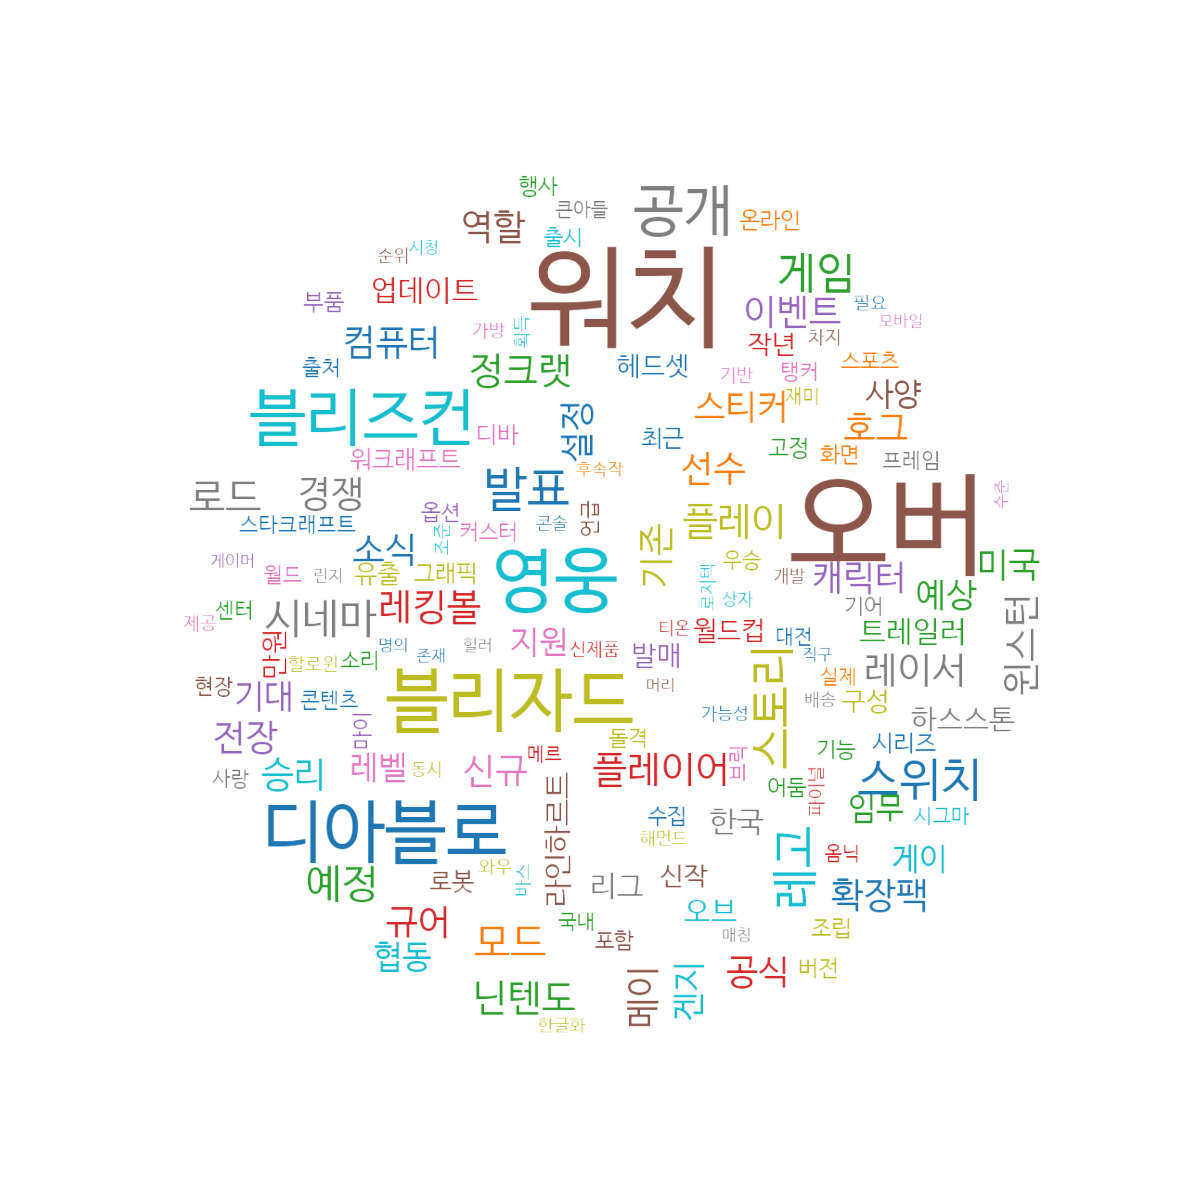 행사
큰아들
공개
온라인
역할
출시
순위
시청
워치
게임
업데이트
부품
이벤트
필요
모바일
가방
획득
컴퓨터
작년
차지
출처
정크랫
헤드셋
기반
탱커
스포츠
블리즈컨
스티커
재미
사양
호그
디바
설정
최근
고정
화면
워크래프트
후속작
선수
프레임
로드
경쟁
발표
오버
수준
옵션
스타크래프트
조준
커스터
콘솔
언급
플레이
기존
소식
영웅
우승
미국
게이머
월드
린지
유출
그래픽
로지텍
개발
캐릭터
예상
상자
기어
센터
제공
시네마
레킹볼
지원
티온
월드컵
대전
트레일러
윈스턴
만원
할로윈
소리
명의
존재
힐러
신제품
발매
스토리
직구
실제
레이서
현장
기대
콘텐츠
블리자드
머리
가능성
배송
구성
하스스톤
전장
옴이
돌격
시리즈
기능
사랑
승리
레벨
동시
신규
메르
플레이어
브릭
어둠
파이널
스위치
디아블로
라인하르트
수집
한국
임무
시그마
해먼드
레고
옴닉
게이
예정
로봇
와우
바스
리그
신작
확장팩
규어
국내
오브
조립
협동
모드
포함
매칭
공식
버전
닌텐도
메이
겐지
한글화